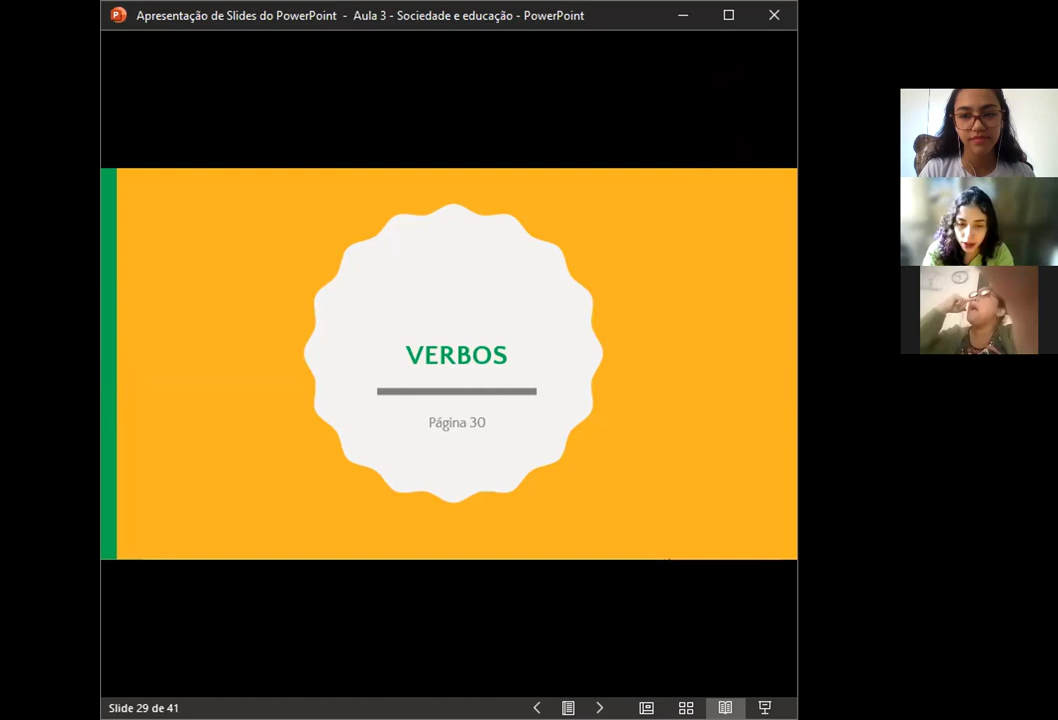 Apresentação de Slides do PowerPoint - Aula 3 - Sociedade e educação - PowerPoint
VERBOS
Página 30
Slide 29 de 41